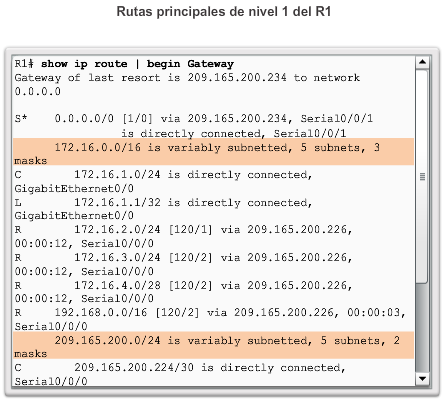 Rutas principales de nivel 1 del R1
R1# show ip route | begin Gateway
Gateway of last resort is 209.165.200.234 to network
0.0.0.0
S* 0.0.0.0/0 [1/0] via 209.165.200.234, Serial0/0/1
is directly connected, Serial0/0/1
172.16.0.0/16 is variably subnetted, 5 subnets, 3
masks
C 172.16.1.0/24 is directly connected,
GigabitEthernet0/0
L 172.16.1.1/32 is directly connected,
GigabitEthernet0/0
R 172.16.2.0/24 [120/1] via 209.165.200.226,
00:00:12, Serial0/0/0
R 172.16.3.0/24 [120/2] via 209.165.200.226,
00:00:12, Serial0/0/0
R 172.16.4.0/28 [120/2] via 209.165.200.226,
00:00:12, Serial0/0/0
R 192.168.0.0/16 [120/2] via 209.165.200.226, 00:00:03,
Serial0/0/0
209.165.200.0/24 is variably subnetted, 5 subnets, 2
masks
C 209.165.200.224/30 is directly connected,
Serial0/0/0